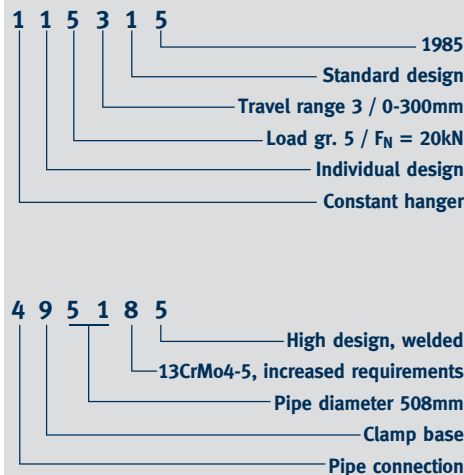 1 1 5 3 1 5
1985
Standard design
Travel range 3 / 0-300mm
Load gr. 5 / FN = 20kN
Individual design
Constant hanger
4 9 5 1 8 5
High design, welded
13CrMo4-5, increased requirements
Pipe diameter 508mm
Clamp base
Pipe connection